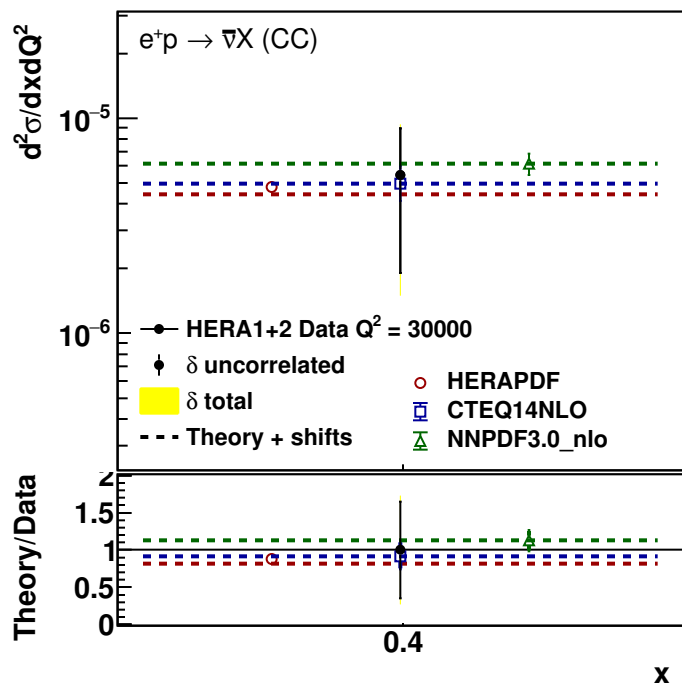 e⁺p → ν̄X (CC)
d²σ/dxdQ²
10⁻⁵
10⁻⁶
HERA1+2 Data Q² = 30000
δ uncorrelated
δ total
Theory + shifts
HERAPDF
CTEQ14NLO
NNPDF3.0_nlo
Theory/Data
2
1.5
1
0.5
0
0.4
x